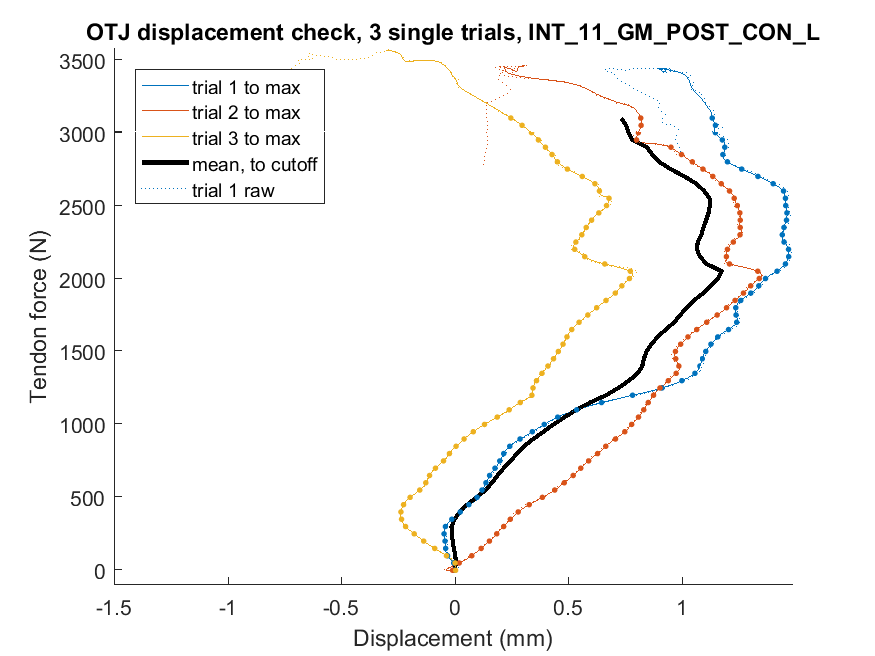 OTJ displacement check, 3 single trials, INT_11_GM_POST_CON_L
3500
3000
2500
2000
1500
1000
500
0
Tendon force (N)
trial 1 to max
trial 2 to max
trial 3 to max
mean, to cutoff
trial 1 raw
-1.5
-1
-0.5
0
0.5
1
Displacement (mm)